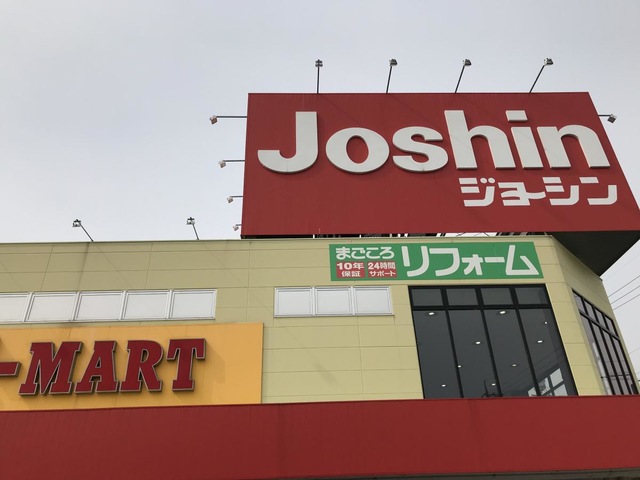 Joshin
ジョーシン
まごころ
10年
保証
24時間
サポート
リフォーム
-MART